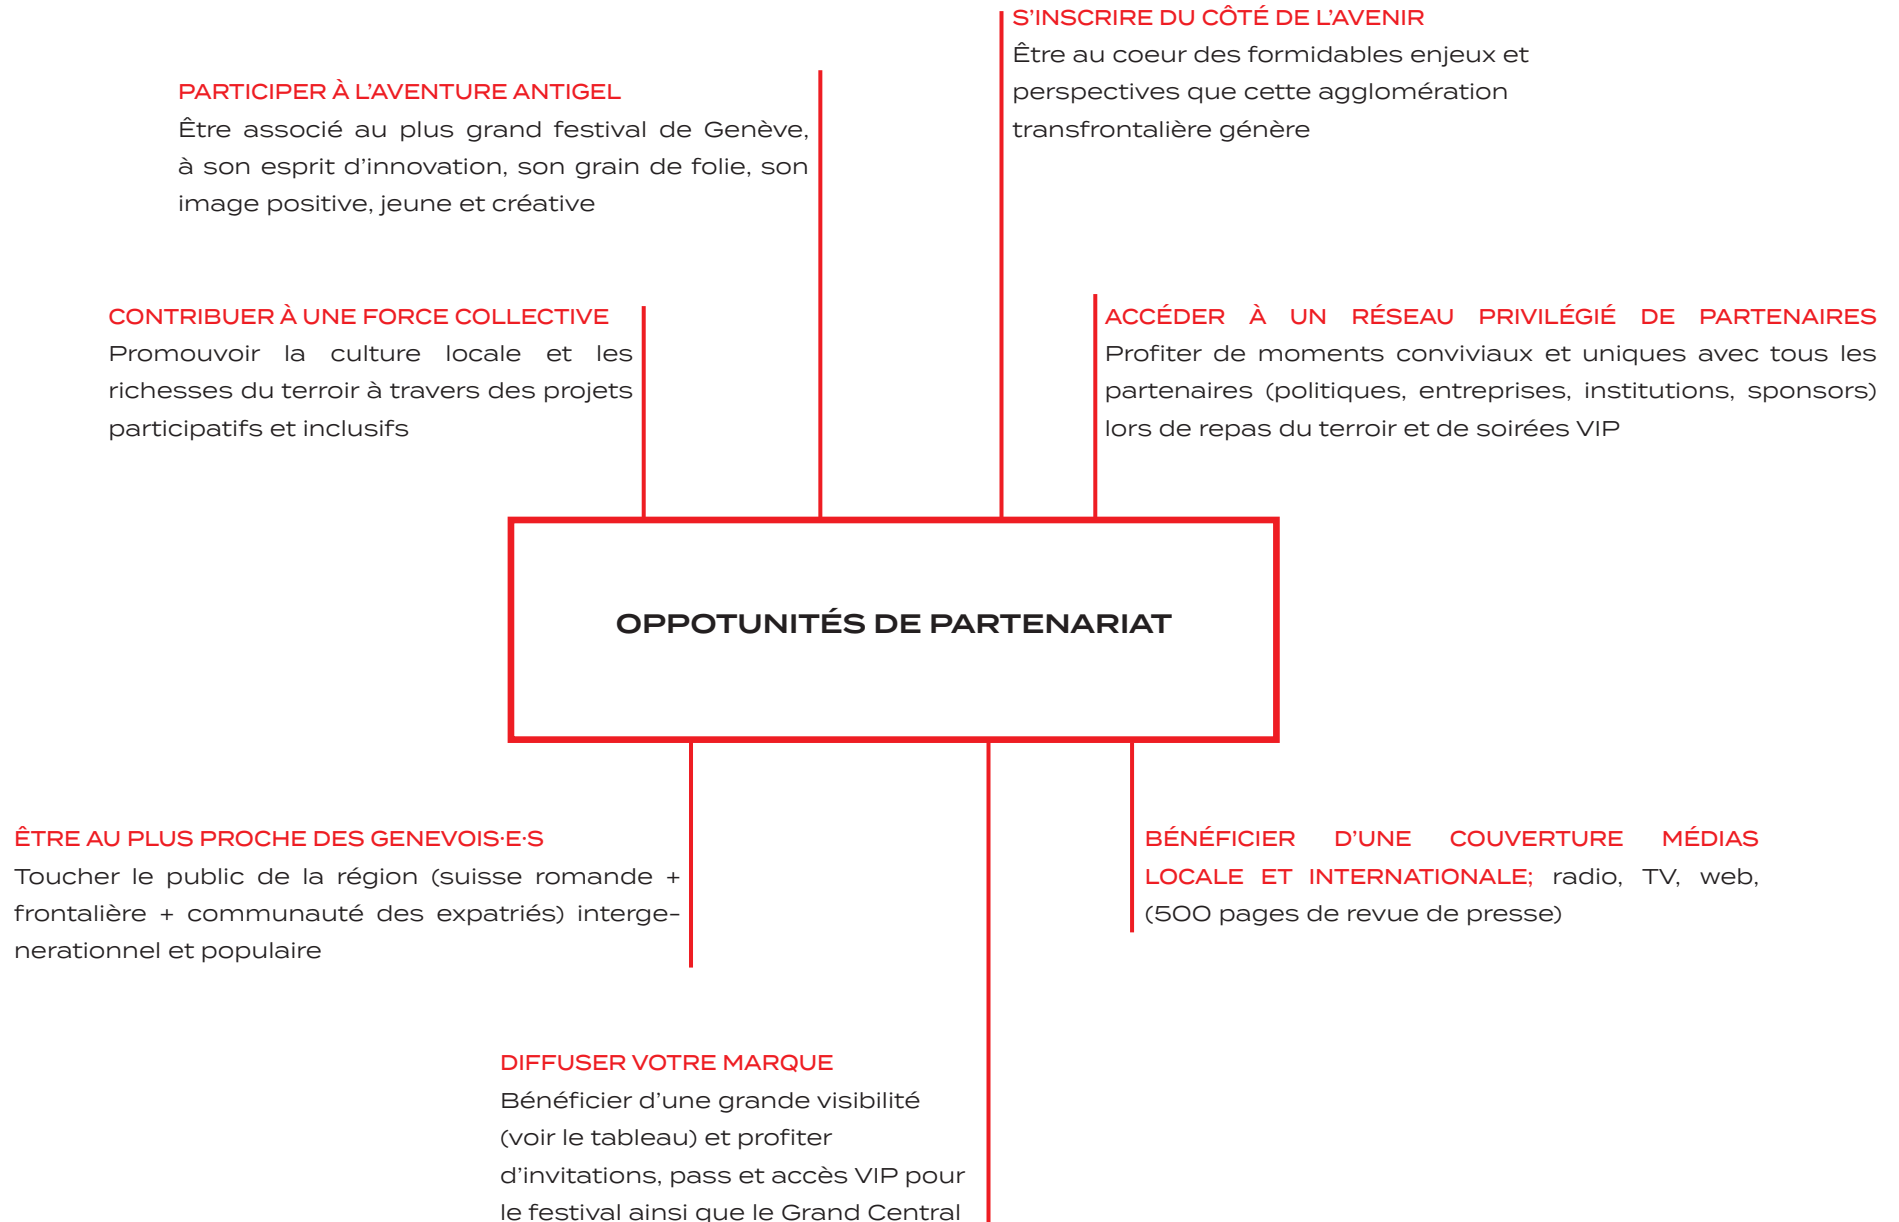 S’INSCRIRE DU CÔTÉ DE L’AVENIR
Être au coeur des formidables enjeux et
perspectives que cette agglomération
transfrontalière génère
PARTICIPER À L’AVENTURE ANTIGEL
Être associé au plus grand festival de Genève,
à son esprit d’innovation, son grain de folie, son
image positive, jeune et créative
CONTRIBUER À UNE FORCE COLLECTIVE
Promouvoir la culture locale et les
richesses du terroir à travers des projets
participatifs et inclusifs
ACCÉDER À UN RÉSEAU PRIVILÉGIÉ DE PARTENAIRES
Profiter de moments conviviaux et uniques avec tous les
partenaires (politiques, entreprises, institutions, sponsors)
lors de repas du terroir et de soirées VIP
OPPOTUNITÉS DE PARTENARIAT
ÊTRE AU PLUS PROCHE DES GENEVOIS·E·S
Toucher le public de la région (suisse romande +
frontalière + communauté des expatriés) interge-
nerationnel et populaire
BÉNÉFICIER D’UNE COUVERTURE MÉDIAS
LOCALE ET INTERNATIONALE; radio, TV, web,
(500 pages de revue de presse)
DIFFUSER VOTRE MARQUE
Bénéficier d’une grande visibilité
(voir le tableau) et profiter
d’invitations, pass et accès VIP pour
le festival ainsi que le Grand Central